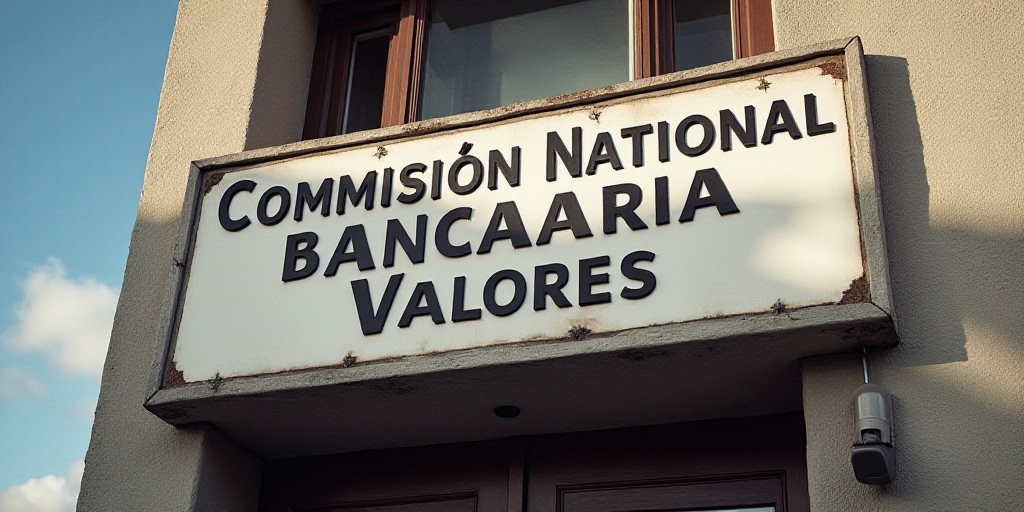 COMMISIÓN NATIONAL
BANCAARIA
VALORES